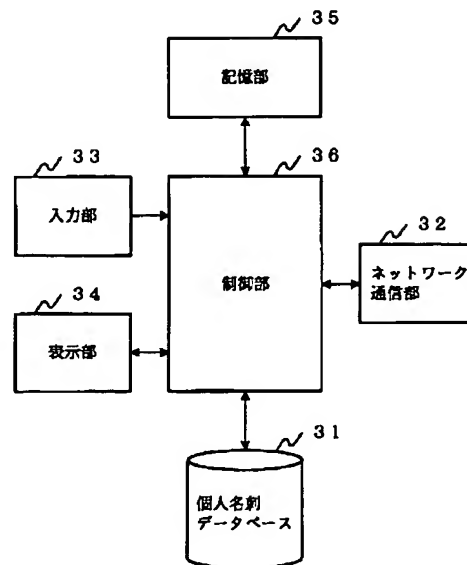 35
記憶部
33
36
入力部
32
制御部
ネットワーク
通信部
34
表示部
31
個人名刺
データベース